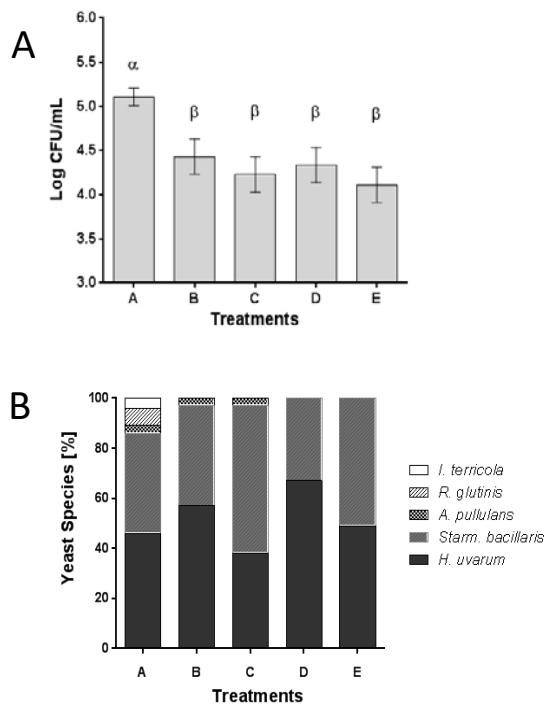 A
6.0
5.5
5.0
4.5
4.0
3.5
3.0
Log CFU/mL
α
β
β
β
β
A B C D E
Treatments
B
100
80
60
40
20
0
Yeast Species [%]
I. terricola
R. glutinis
A. pullulans
Starm. bacillaris
H. uvarum
A B C D E
Treatments